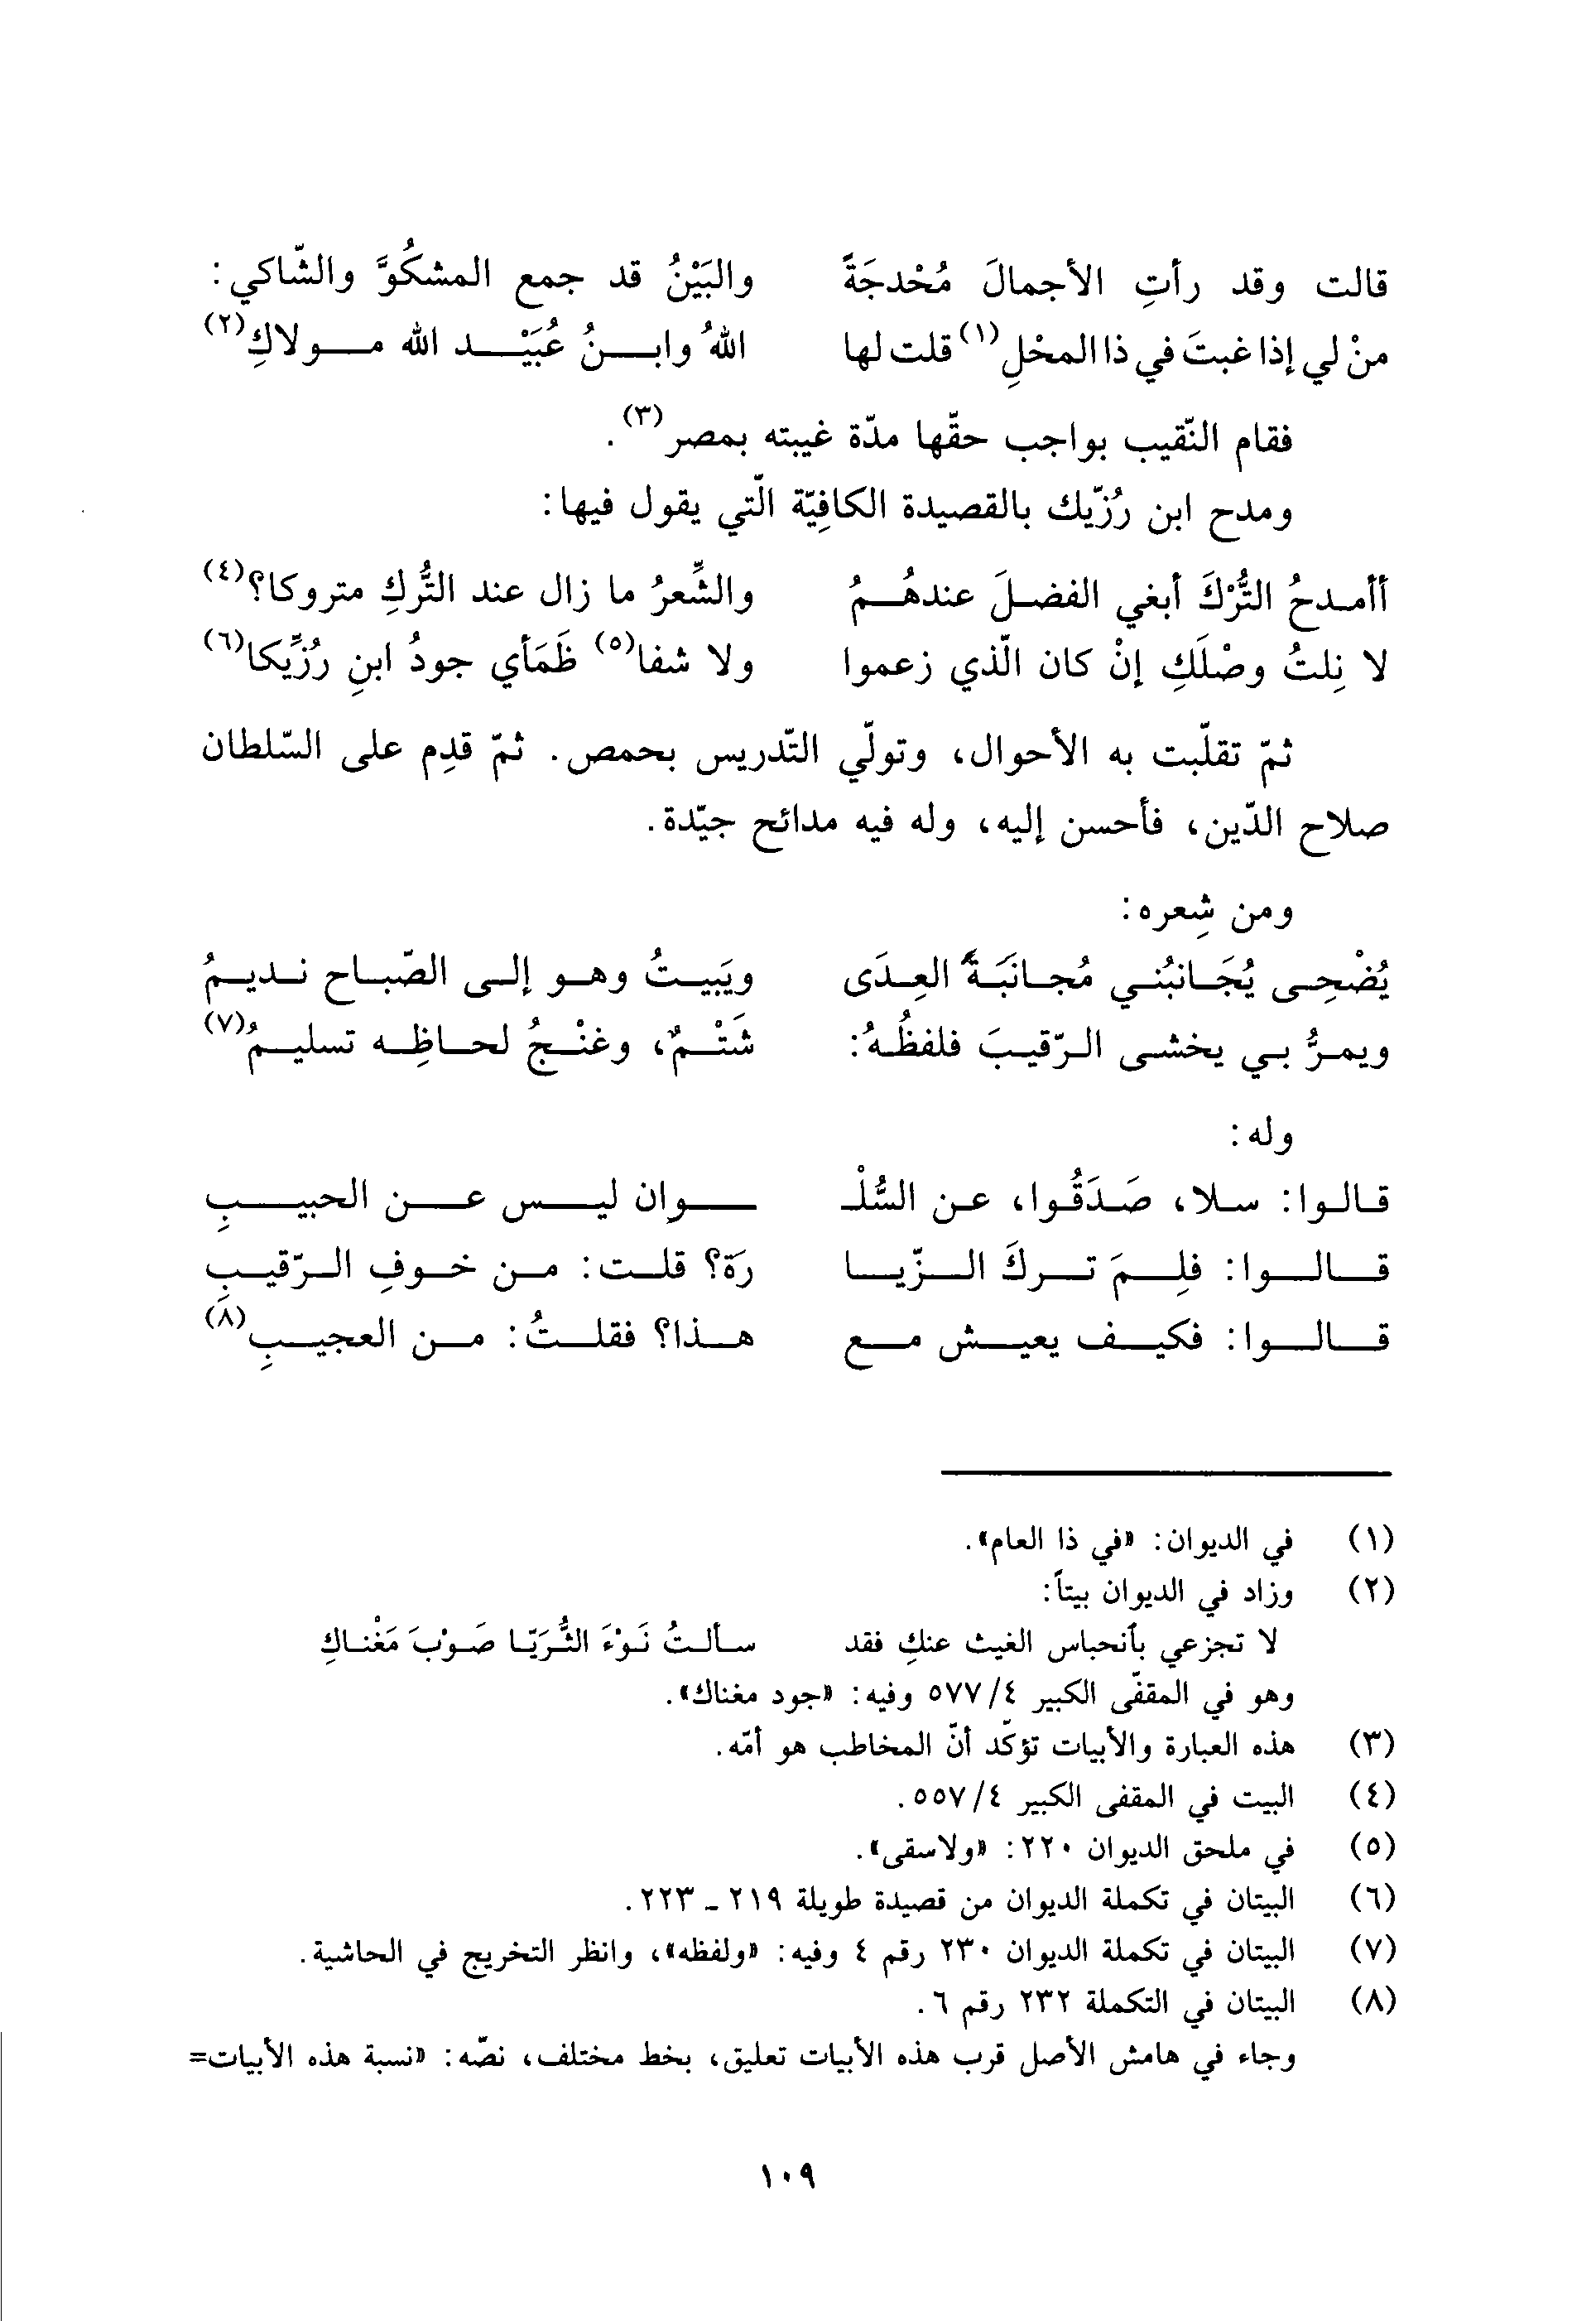 قالت وقد رأتِ الأجمالَ مُحْدجَةً والبَيْنُ قد جمع المشكُوَّ والشّاكي:
منْ لي إذا غبتَ في ذا المحْلِ(١) قلت لها اللهُ وابنُ عُبَيْد الله مولاكِ(٢)
فقام النّقيب بواجب حقّها مدّة غيبته بمصر(٣).
ومدح ابن رُزّيك بالقصيدة الكافِيّة الّتي يقول فيها:
أأمدحُ التُّرْكَ أبغي الفضلَ عندهُمُ والشِّعرُ ما زال عند التُّركِ متروكا؟(٤)
لا نِلتُ وصْلَكِ إنْ كان الّذي زعموا ولا شفا(٥) ظَمَأي جودُ ابنِ رُزِّيكا(٦)
ثمّ تقلّبت به الأحوال، وتولّي التّدريس بحمص. ثمّ قدِم على السّلطان
صلاح الدّين، فأحسن إليه، وله فيه مدائح جيّدة.
ومن شِعره:
يُضْحِى يُجَانبُني مُجانَبَةَ العِدَى ويَبيتُ وهو إلى الصّباح نديمُ
ويمرُّ بي يخشى الرّقيبَ فلفظُهُ: شَتْمٌ، وغنْجُ لحاظِه تسليمُ(٧)
وله:
قالوا: سلا، صَدَقُوا، عن السُّلْـ ـوان ليس عن الحبيبِ
قالوا: فلِمَ تركَ الزّيا رَة؟ قلت: من خوفِ الرّقيبِ
قالوا: فكيف يعيش مع هذا؟ فقلتُ: من العجيبِ(٨)
(١) في الديوان: «في ذا العام».
(٢) وزاد في الديوان بيتاً:
لا تجزعي بأنحباس الغيث عنكِ فقد سألتُ نَوْءَ الثُّرَيّا صَوْبَ مَغْناكِ
وهو في المقفّى الكبير ٤/ ٥٧٧ وفيه: «جود مغناك».
(٣) هذه العبارة والأبيات تؤكّد أنّ المخاطب هو أمّه.
(٤) البيت في المقفى الكبير ٤/ ٥٥٧.
(٥) في ملحق الديوان ٢٢٠: «ولاسقى».
(٦) البيتان في تكملة الديوان من قصيدة طويلة ٢١٩ ـ ٢٢٣.
(٧) البيتان في تكملة الديوان ٢٣٠ رقم ٤ وفيه: «ولفظه»، وانظر التخريج في الحاشية.
(٨) البيتان في التكملة ٢٣٢ رقم ٦.
وجاء في هامش الأصل قرب هذه الأبيات تعليق، بخط مختلف، نصّه: «نسبة هذه الأبيات=
١٠٩